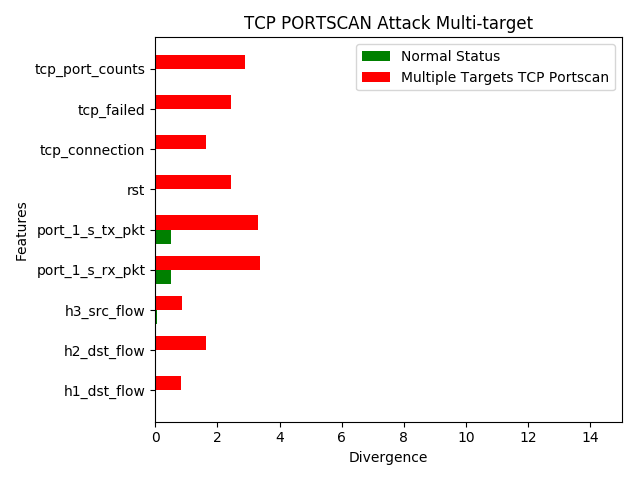 TCP PORTSCAN Attack Multi-target
Normal Status
Multiple Targets TCP Portscan
Features
tcp_port_counts
tcp_failed
tcp_connection
rst
port_1_s_tx_pkt
port_1_s_rx_pkt
h3_src_flow
h2_dst_flow
h1_dst_flow
0 2 4 6 8 10 12 14
Divergence